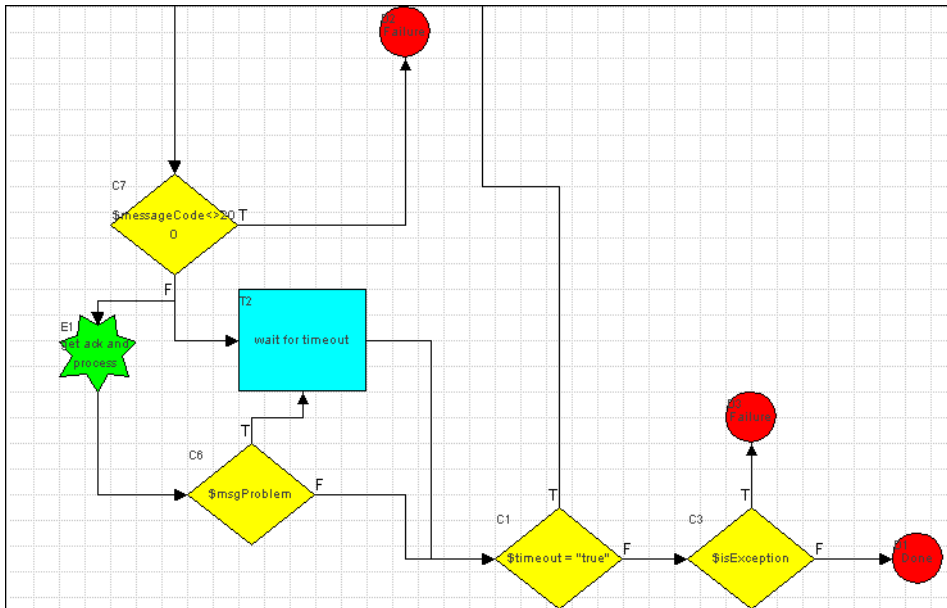 Failure
C7
$messageCode<>20
0
T
F
E1
get ack and
process
T2
wait for timeout
Failure
T
C6
$msgProblem
F
T
C1
$timeout = "true"
F
T
C3
$isException
F
Done